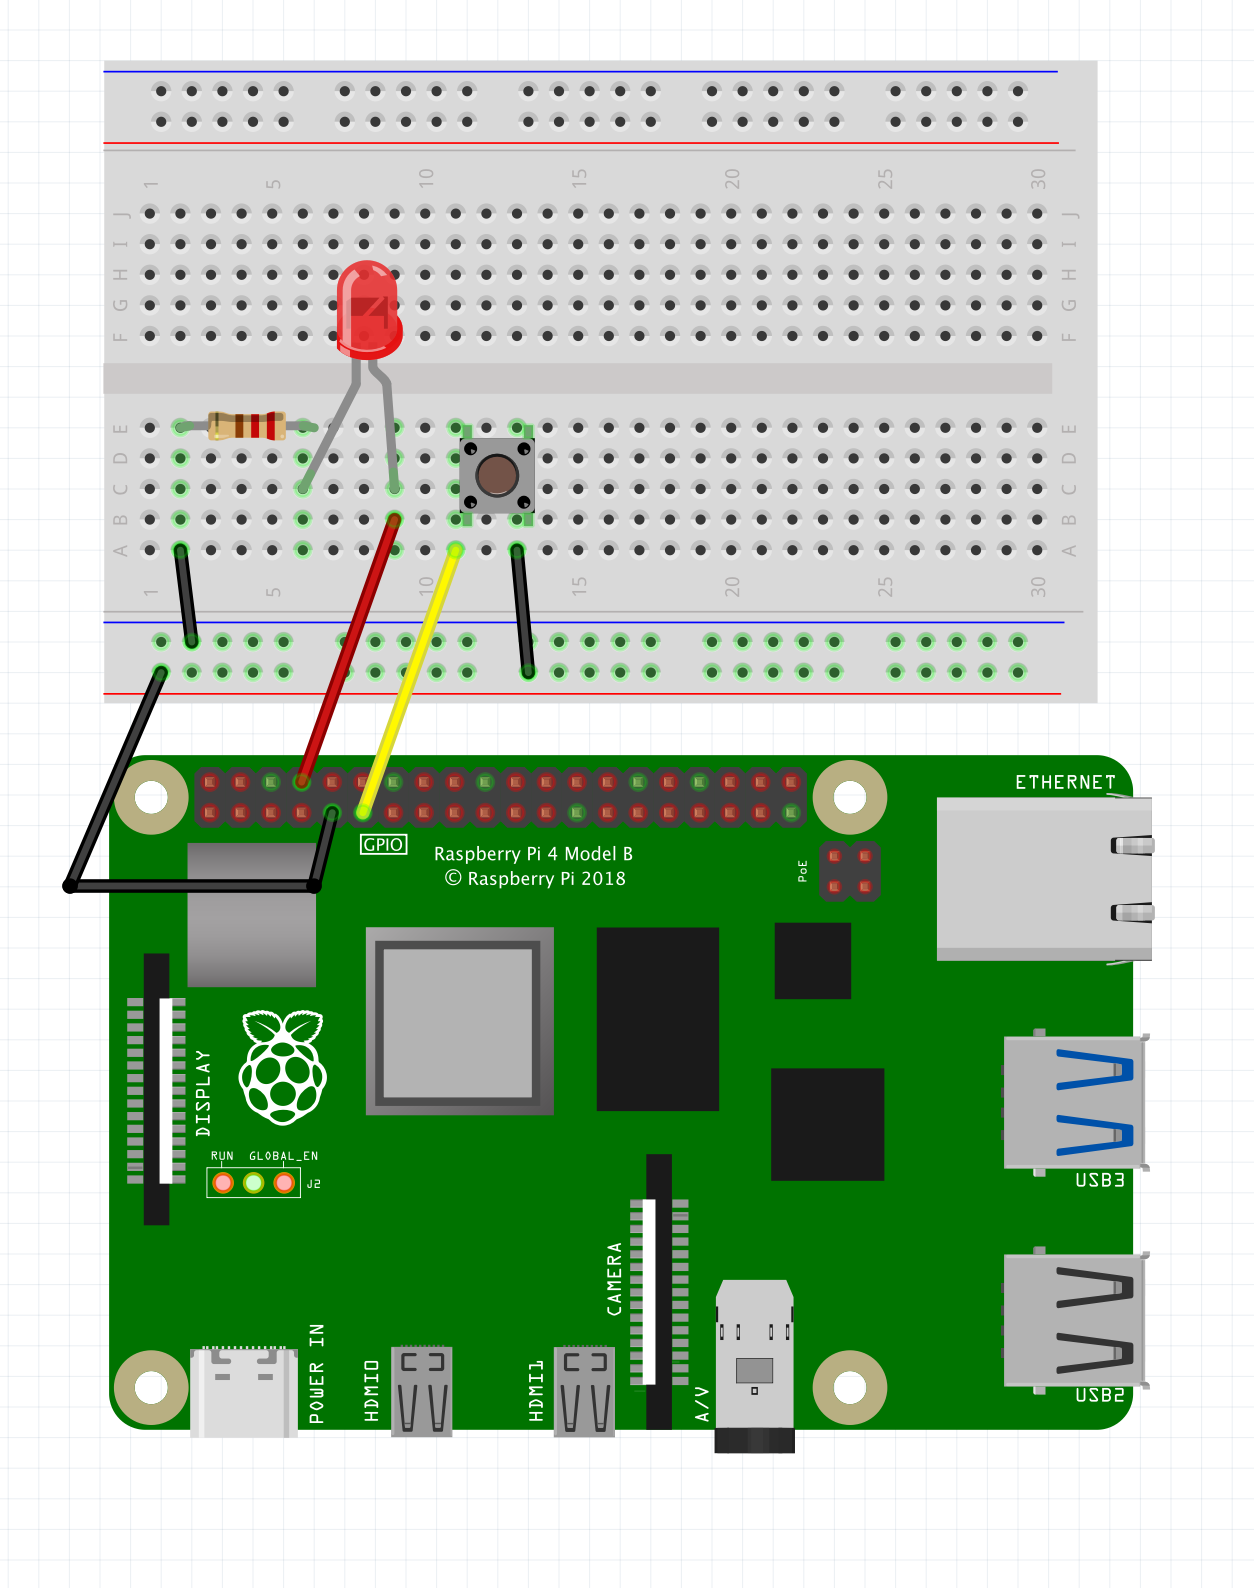 1 5 10 15 20 25 30
J J
I I
H H
G G
F F
E E
D D
C C
B B
A A
1 5 10 15 20 25 30
ETHERNET
GPIO
Raspberry Pi 4 Model B
© Raspberry Pi 2018
PoE
DISPLAY
RUN GLOBAL_EN
J2
USB3
CAMERA
POWER IN
HDMI0
HDMI1
A/V
USB2